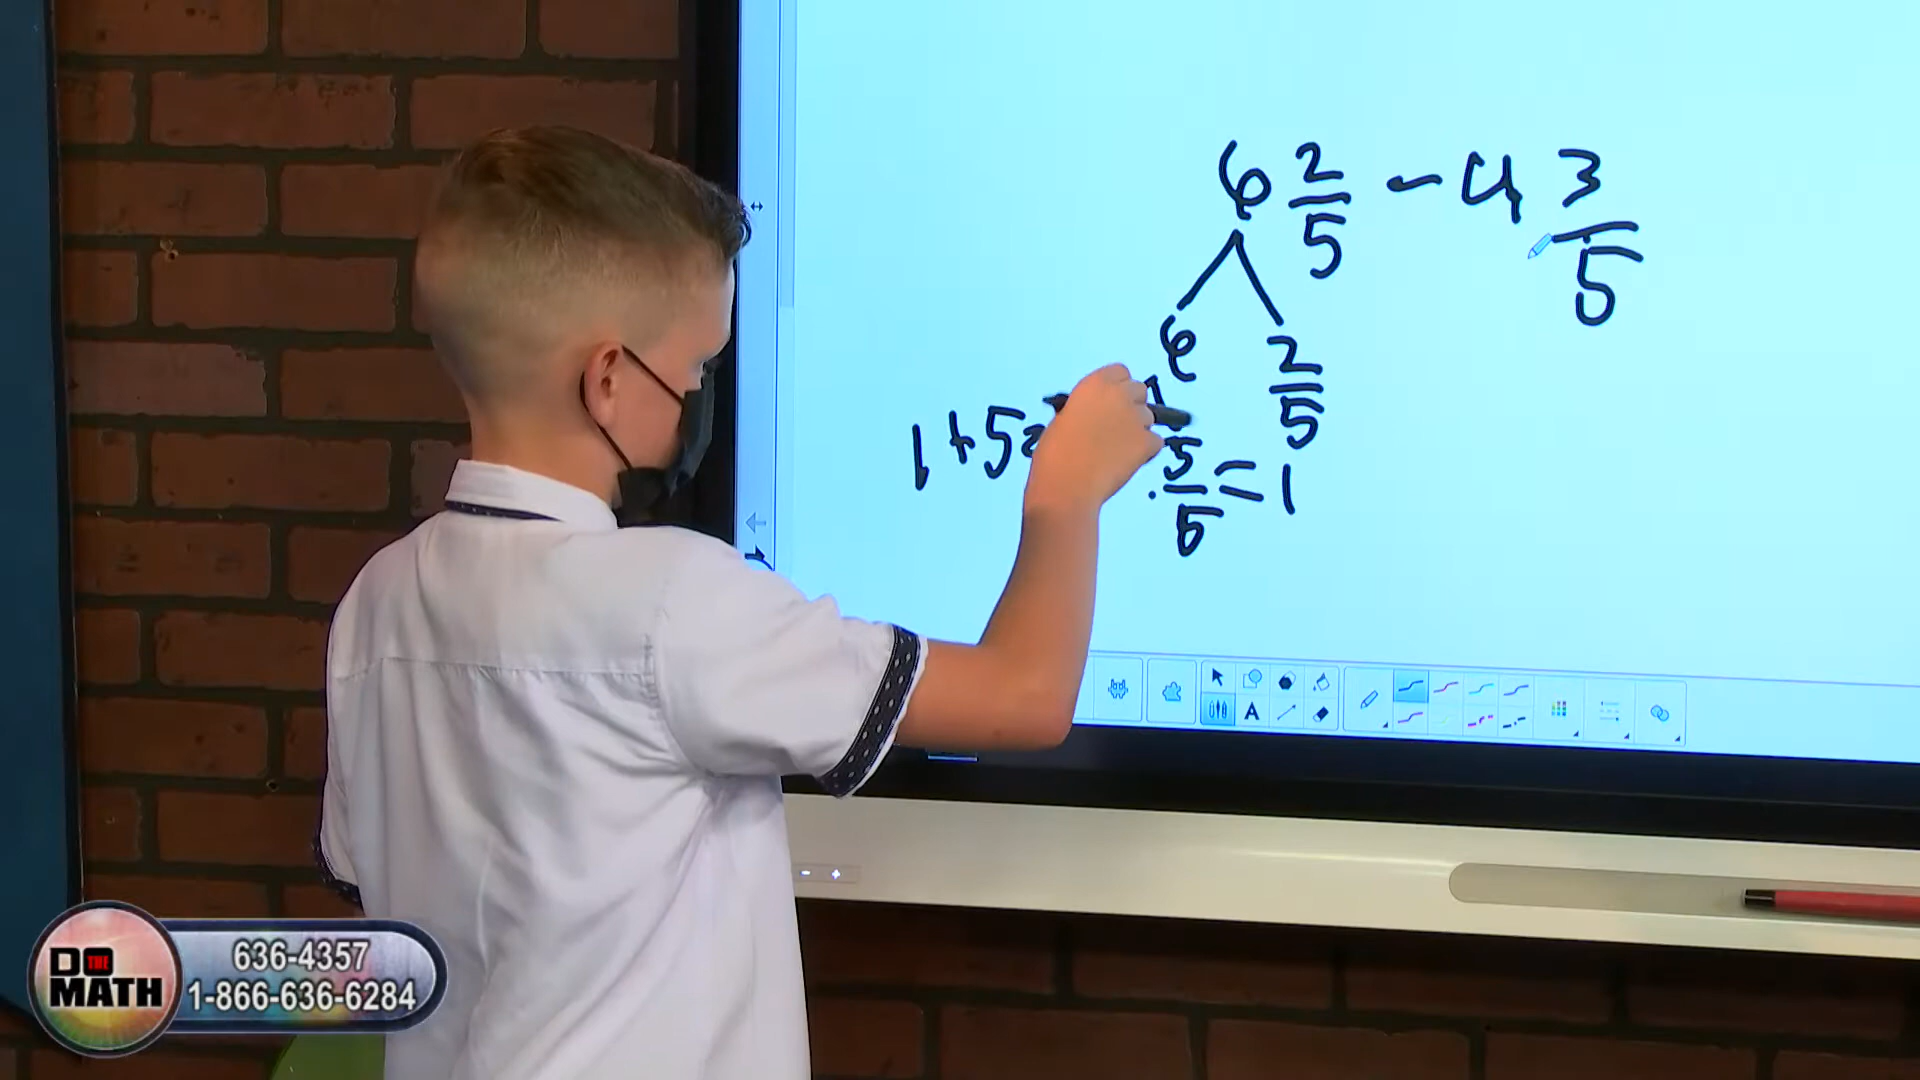 6 2/5 - 4 3/5
6 2/5
1+5=
5/5 = 1
A
DO THE MATH
636-4357
1-866-636-6284